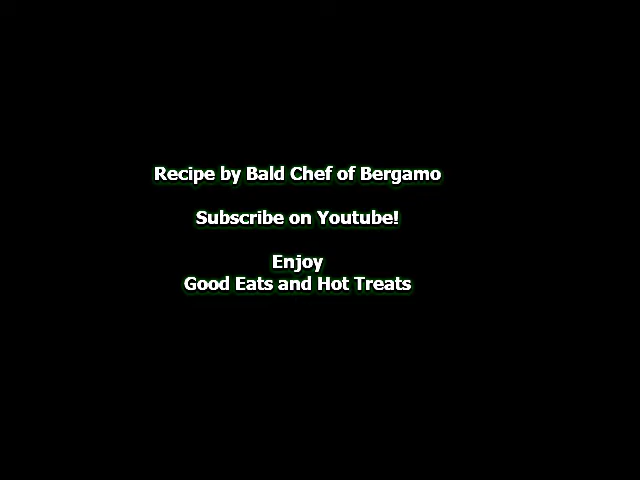 Recipe by Bald Chef of Bergamo
Subscribe on Youtube!
Enjoy
Good Eats and Hot Treats